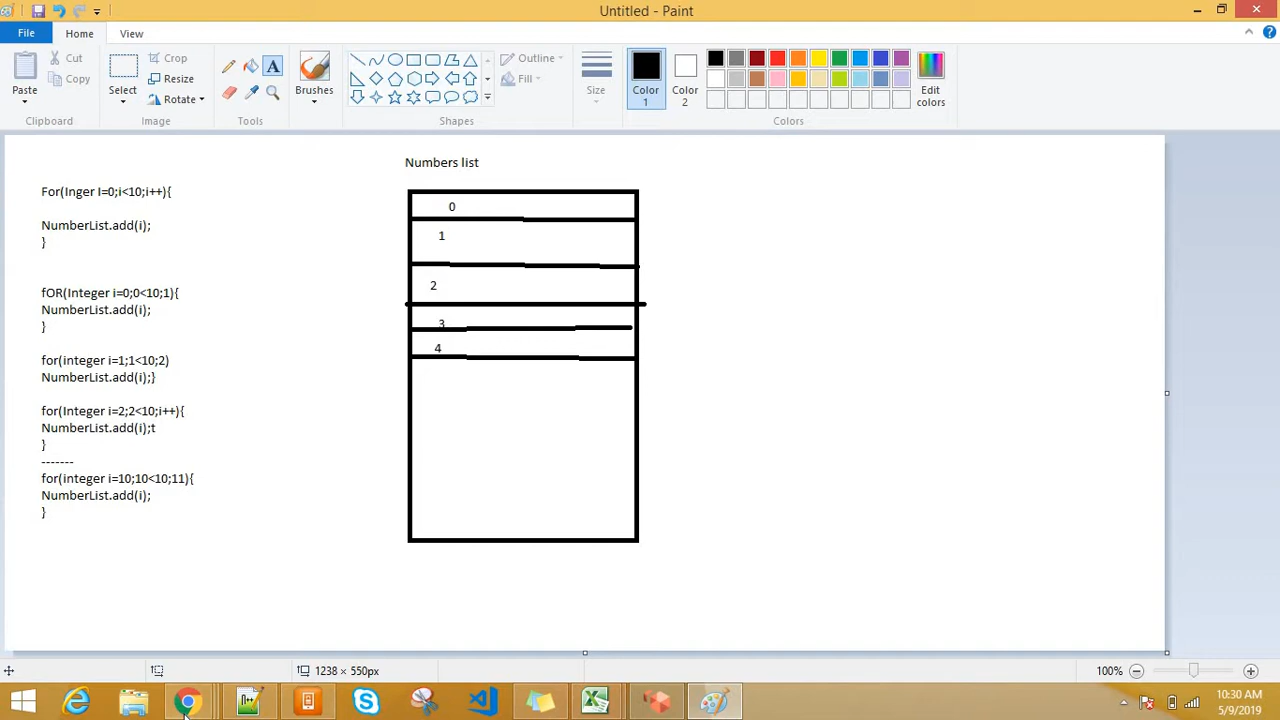 Untitled - Paint
File Home View
Paste
Cut
Copy
Clipboard
Select
Crop
Resize
Rotate
Image
A
Tools
Brushes
Outline
Fill
Shapes
Size
Color 1
Color 2
Edit colors
Colors
Numbers list
For(Inger I=0;i<10;i++){
NumberList.add(i);
}
fOR(Integer i=0;0<10;1){
NumberList.add(i);
}
for(integer i=1;1<10;2)
NumberList.add(i);}
for(Integer i=2;2<10;i++){
NumberList.add(i);t
}
-------
for(integer i=10;10<10;11){
NumberList.add(i);
}
0
1
2
3
4
1238 × 550px
100%
10:30 AM
5/9/2019